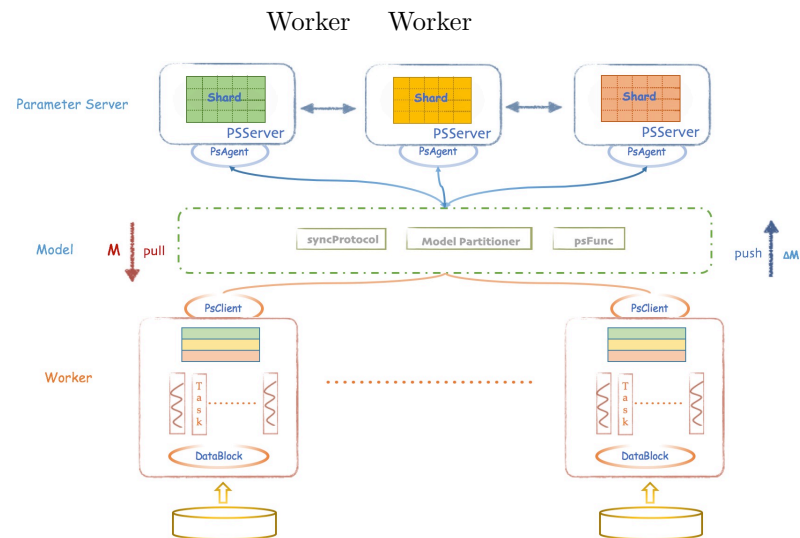 Worker Worker
Shard Shard Shard
Parameter Server
PSServer PSServer PSServer
PsAgent PsAgent PsAgent
syncProtocol Model Partitioner psFunc
Model M pull push ΔM
PsClient PsClient
Worker
Task Task
DataBlock DataBlock